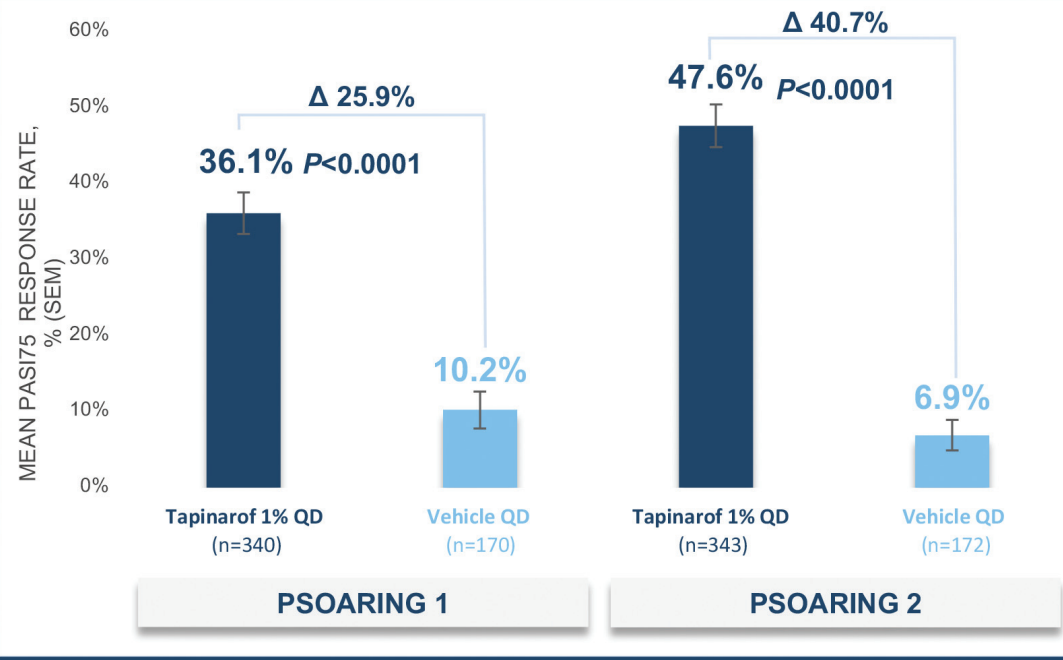 MEAN PASI75 RESPONSE RATE,
% (SEM)
60%
50%
40%
30%
20%
10%
0%
Δ 25.9%
36.1% P<0.0001
10.2%
Δ 40.7%
47.6% P<0.0001
6.9%
Tapinarof 1% QD
(n=340)
Vehicle QD
(n=170)
Tapinarof 1% QD
(n=343)
Vehicle QD
(n=172)
PSOARING 1
PSOARING 2